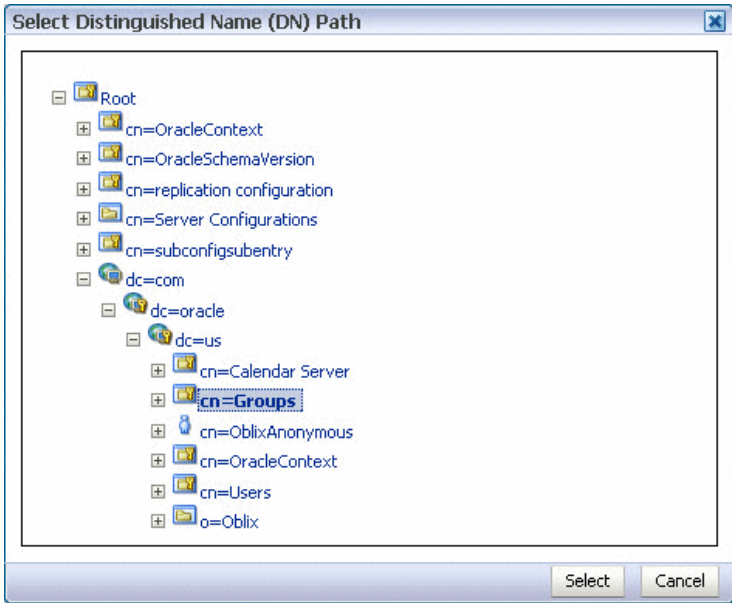 Select Distinguished Name (DN) Path
Root
cn=OracleContext
cn=OracleSchemaVersion
cn=replication configuration
cn=Server Configurations
cn=subconfigsubentry
dc=com
dc=oracle
dc=us
cn=Calendar Server
cn=Groups
cn=OblixAnonymous
cn=OracleContext
cn=Users
o=Oblix
Select Cancel